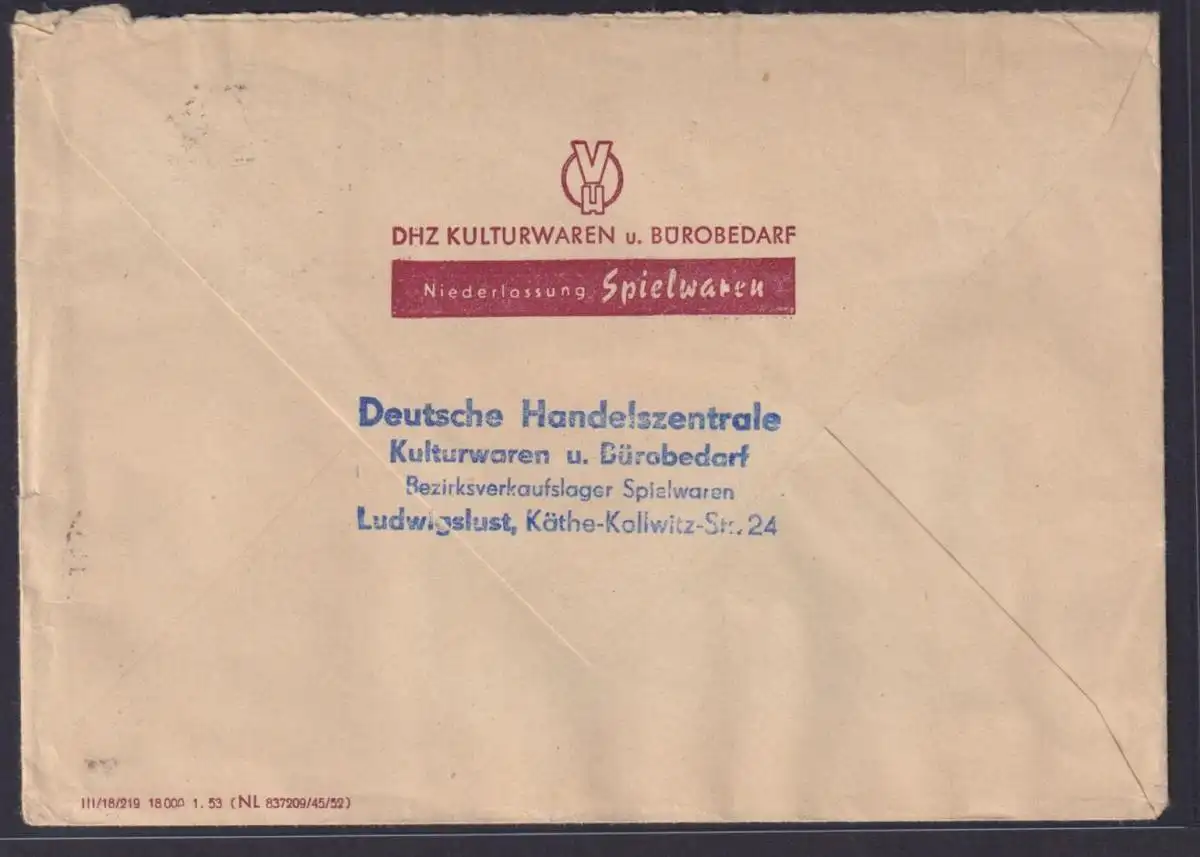 VH
DHZ KULTURWAREN u. BÜROBEDARF
Niederlassung Spielwaren
Deutsche Handelszentrale
Kulturwaren u. Bürobedarf
Bezirksverkaufslager Spielwaren
Ludwigslust, Käthe-Kollwitz-Str. 24
III/18/219 18000 1. 53 (NL 837209/45/52)